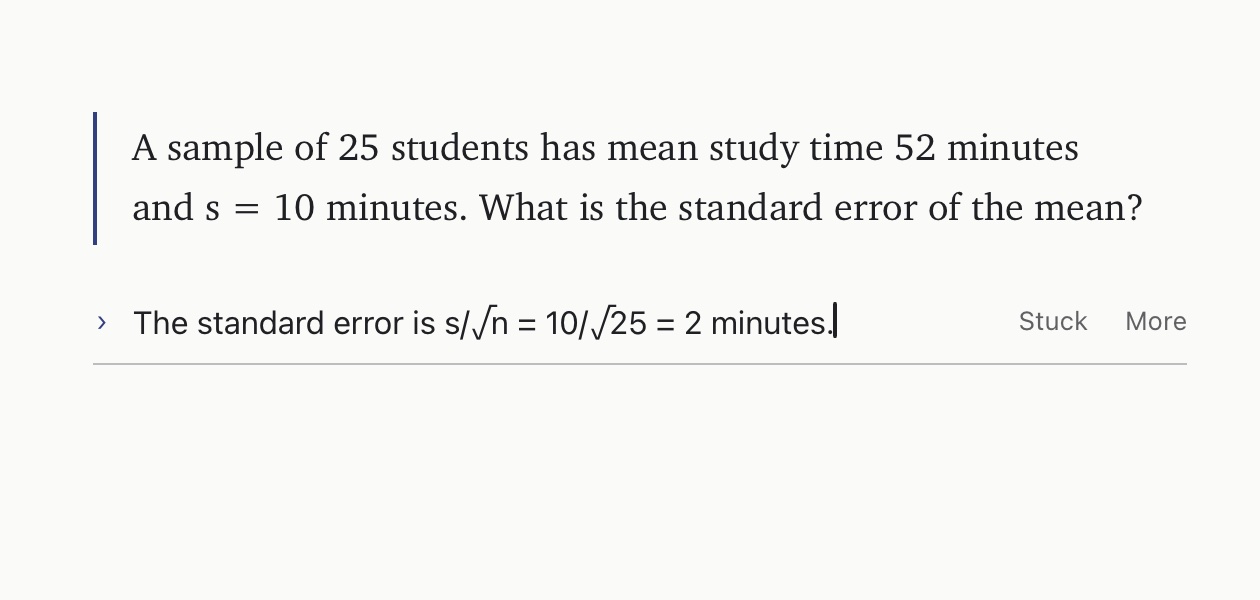 A sample of 25 students has mean study time 52 minutes
and s = 10 minutes. What is the standard error of the mean?
› The standard error is s/√n = 10/√25 = 2 minutes. Stuck More